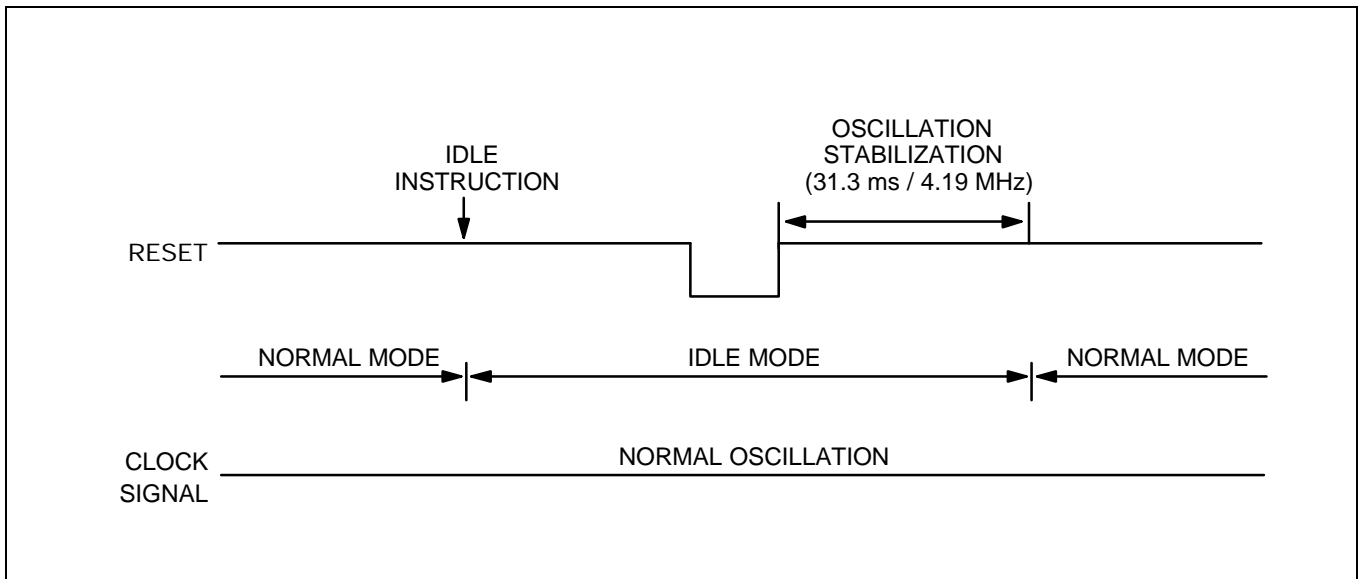 OSCILLATION
STABILIZATION
(31.3 ms / 4.19 MHz)
IDLE
INSTRUCTION
RESET
NORMAL MODE
IDLE MODE
NORMAL MODE
CLOCK
SIGNAL
NORMAL OSCILLATION